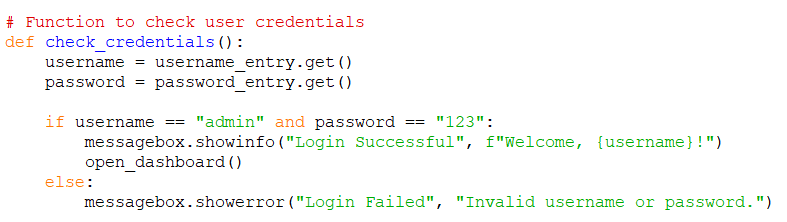 # Function to check user credentials
def check_credentials():
    username = username_entry.get()
    password = password_entry.get()

    if username == "admin" and password == "123":
        messagebox.showinfo("Login Successful", f"Welcome, {username}!")
        open_dashboard()
    else:
        messagebox.showerror("Login Failed", "Invalid username or password.")